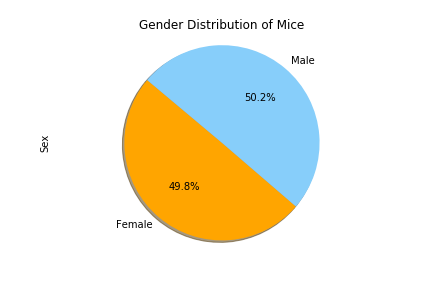 Gender Distribution of Mice
Male
50.2%
Sex
49.8%
Female